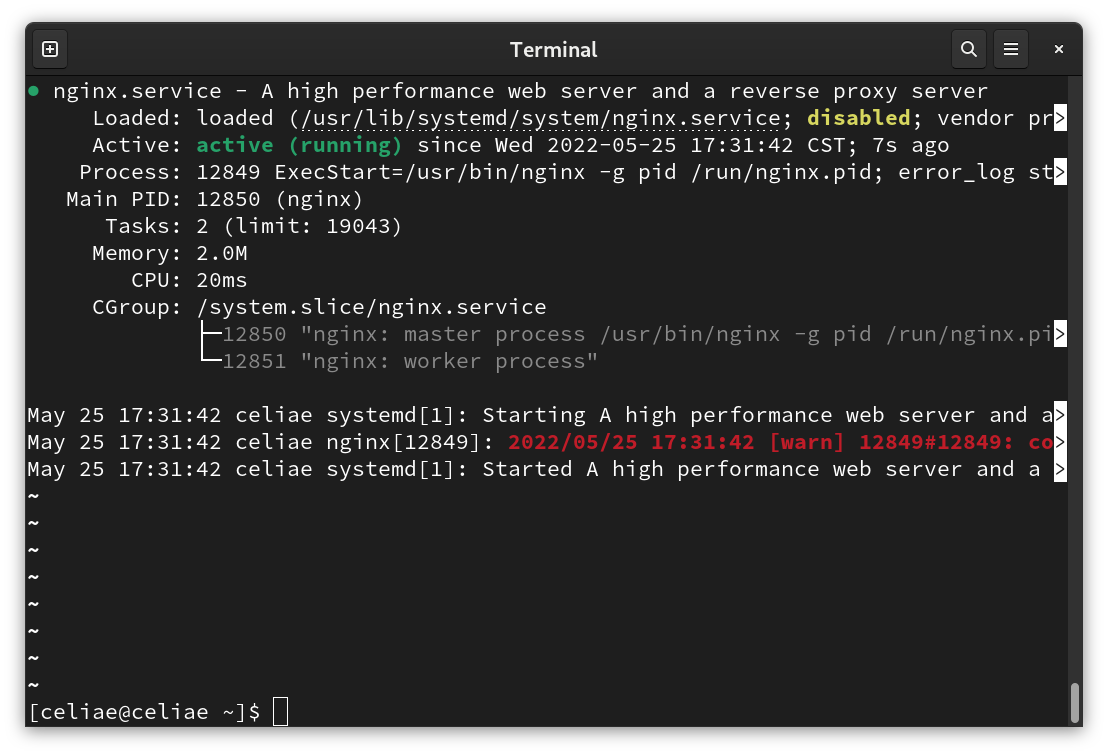 Terminal
● nginx.service - A high performance web server and a reverse proxy server
     Loaded: loaded (/usr/lib/systemd/system/nginx.service; disabled; vendor pr>
     Active: active (running) since Wed 2022-05-25 17:31:42 CST; 7s ago
    Process: 12849 ExecStart=/usr/bin/nginx -g pid /run/nginx.pid; error_log st>
   Main PID: 12850 (nginx)
      Tasks: 2 (limit: 19043)
     Memory: 2.0M
        CPU: 20ms
     CGroup: /system.slice/nginx.service
             ├─12850 "nginx: master process /usr/bin/nginx -g pid /run/nginx.pi>
             └─12851 "nginx: worker process"

May 25 17:31:42 celiae systemd[1]: Starting A high performance web server and a>
May 25 17:31:42 celiae nginx[12849]: 2022/05/25 17:31:42 [warn] 12849#12849: co>
May 25 17:31:42 celiae systemd[1]: Started A high performance web server and a >
~
~
~
~
~
~
~
~
[celiae@celiae ~]$